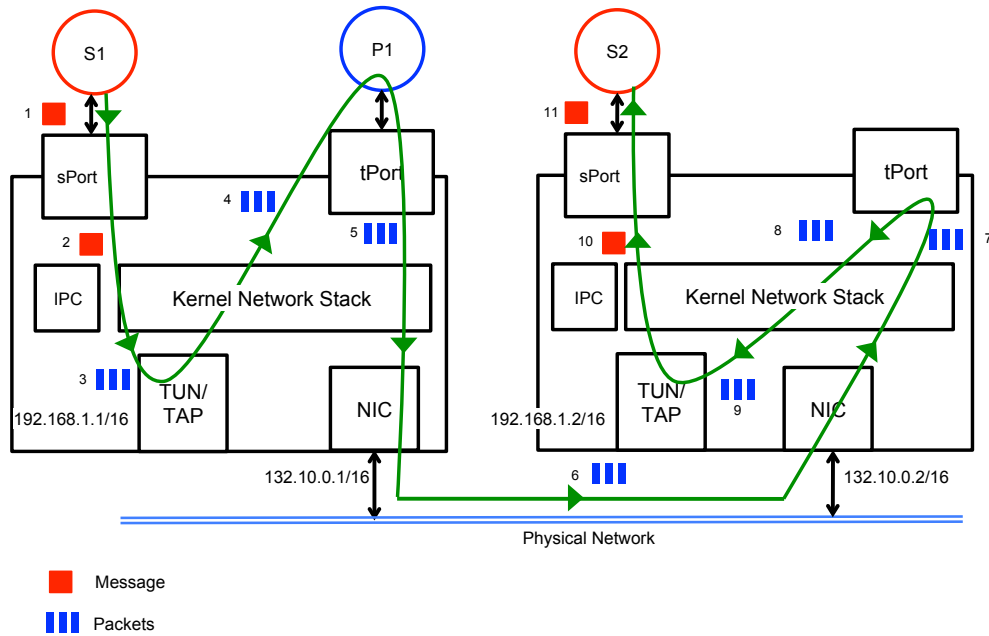 S1
P1
S2
1
11
sPort
tPort
sPort
tPort
4
5
8
7
2
10
IPC
Kernel Network Stack
IPC
Kernel Network Stack
3
TUN/
TAP
NIC
TUN/
TAP
9
NIC
192.168.1.1/16
192.168.1.2/16
132.10.0.1/16
6
132.10.0.2/16
Physical Network
Message
Packets